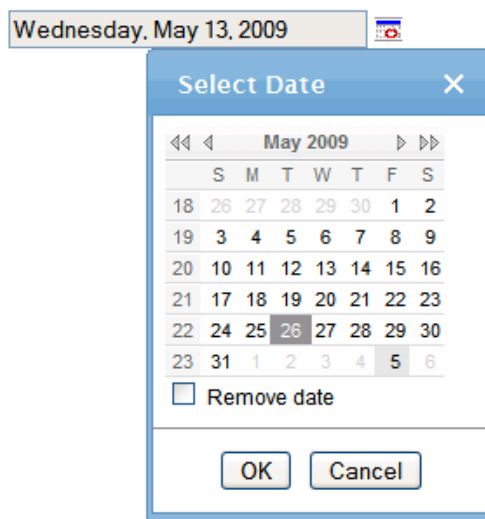 Wednesday, May 13, 2009
Select Date
May 2009
S M T W T F S
18 26 27 28 29 30 1 2
19 3 4 5 6 7 8 9
20 10 11 12 13 14 15 16
21 17 18 19 20 21 22 23
22 24 25 26 27 28 29 30
23 31 1 2 3 4 5 6
Remove date
OK Cancel